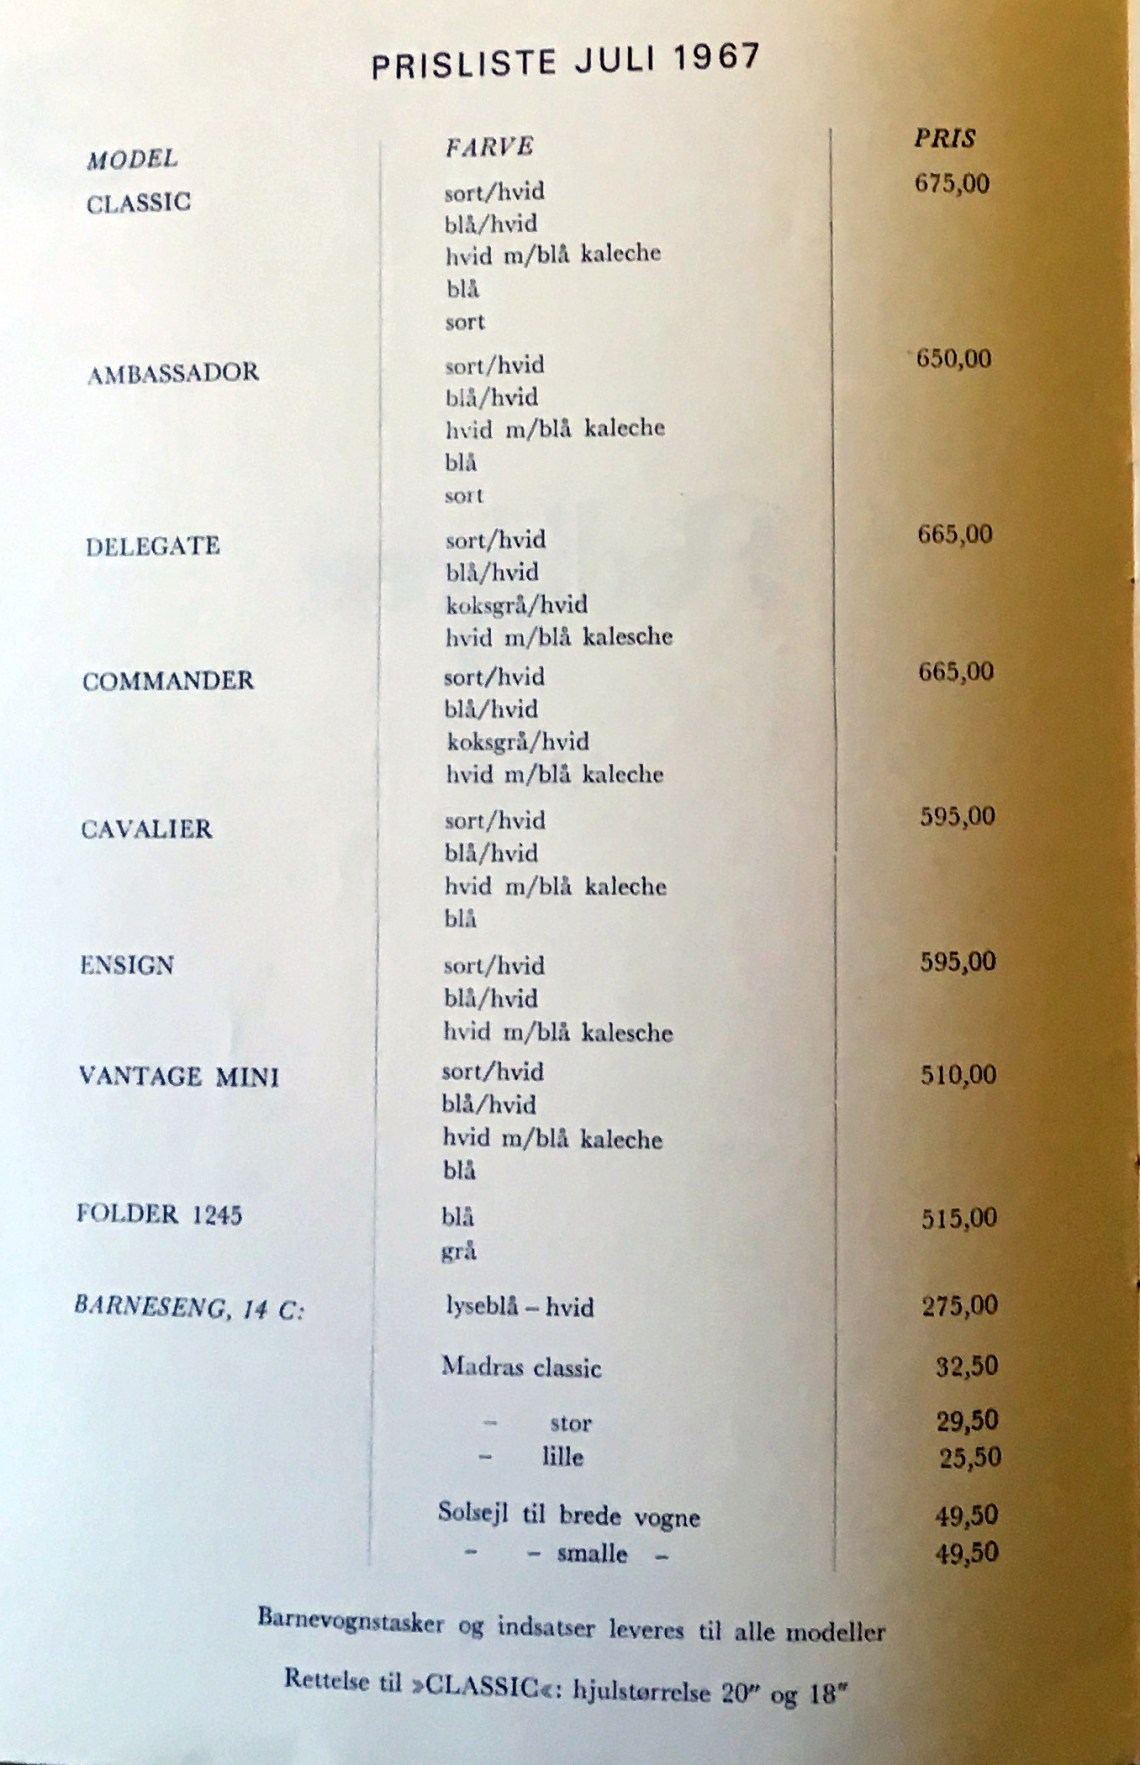 PRISLISTE JULI 1967
MODEL FARVE PRIS
CLASSIC sort/hvid 675,00
blå/hvid
hvid m/blå kaleche
blå
sort
AMBASSADOR sort/hvid 650,00
blå/hvid
hvid m/blå kaleche
blå
sort
DELEGATE sort/hvid 665,00
blå/hvid
koksgrå/hvid
hvid m/blå kalesche
COMMANDER sort/hvid 665,00
blå/hvid
koksgrå/hvid
hvid m/blå kaleche
CAVALIER sort/hvid 595,00
blå/hvid
hvid m/blå kaleche
blå
ENSIGN sort/hvid 595,00
blå/hvid
hvid m/blå kalesche
VANTAGE MINI sort/hvid 510,00
blå/hvid
hvid m/blå kaleche
blå
FOLDER 1245 blå 515,00
grå
BARNESENG, 14 C: lyseblå – hvid 275,00
Madras classic 32,50
– stor 29,50
– lille 25,50
Solsejl til brede vogne 49,50
– – smalle – 49,50
Barnevognstasker og indsatser leveres til alle modeller
Rettelse til »CLASSIC«: hjulstørrelse 20″ og 18″